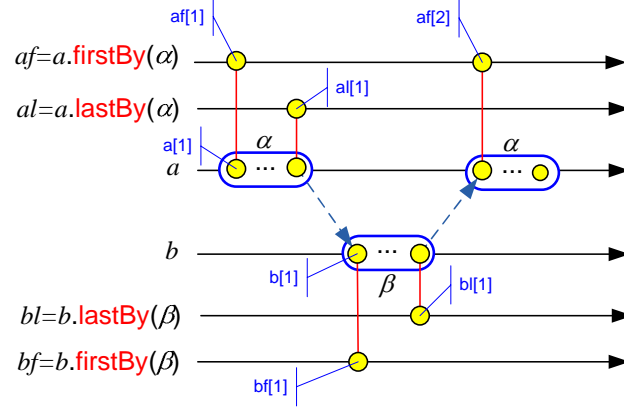 af[1] af[2]
af=a.firstBy(α)
al=a.lastBy(α) al[1]
a[1] α α
a ... ...
b ...
b[1] β bl[1]
bl=b.lastBy(β)
bf=b.firstBy(β)
bf[1]